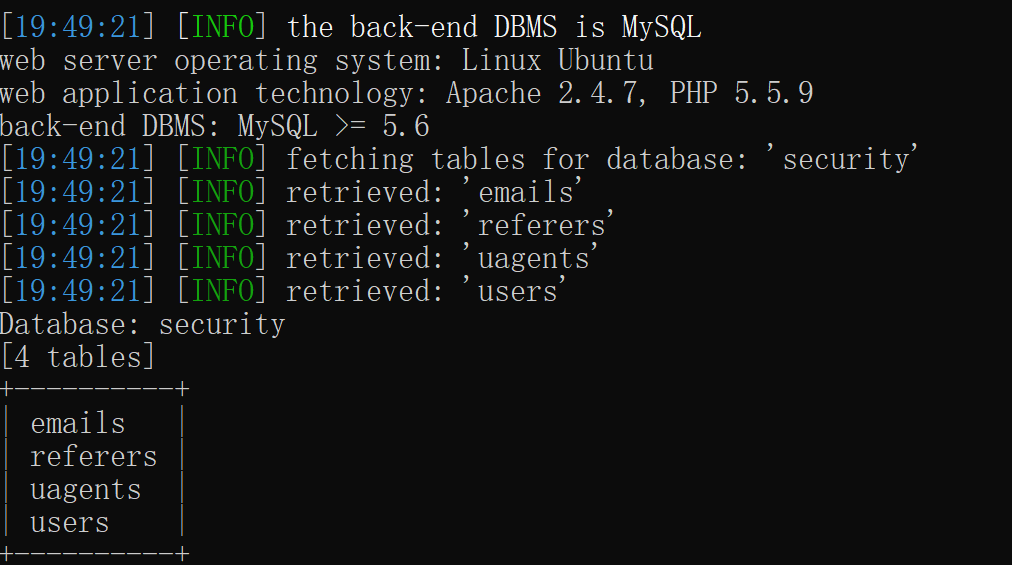 [19:49:21] [INFO] the back-end DBMS is MySQL
web server operating system: Linux Ubuntu
web application technology: Apache 2.4.7, PHP 5.5.9
back-end DBMS: MySQL >= 5.6
[19:49:21] [INFO] fetching tables for database: 'security'
[19:49:21] [INFO] retrieved: 'emails'
[19:49:21] [INFO] retrieved: 'referers'
[19:49:21] [INFO] retrieved: 'uagents'
[19:49:21] [INFO] retrieved: 'users'
Database: security
[4 tables]
+----------+
| emails   |
| referers |
| uagents  |
| users    |
+----------+